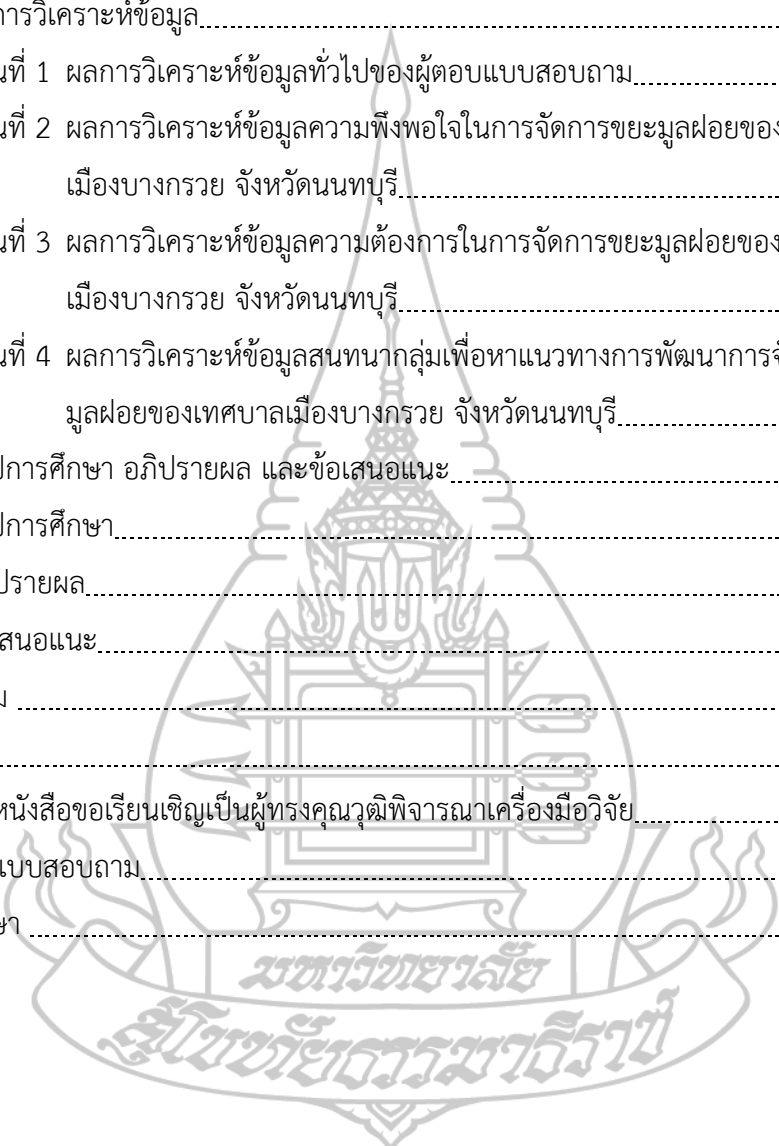 การวิเคราะห์ข้อมูล
นที่ 1 ผลการวิเคราะห์ข้อมูลทั่วไปของผู้ตอบแบบสอบถาม
นที่ 2 ผลการวิเคราะห์ข้อมูลความพึงพอใจในการจัดการขยะมูลฝอยของ
เมืองบางกรวย จังหวัดนนทบุรี
นที่ 3 ผลการวิเคราะห์ข้อมูลความต้องการในการจัดการขยะมูลฝอยของ
เมืองบางกรวย จังหวัดนนทบุรี
นที่ 4 ผลการวิเคราะห์ข้อมูลสนทนากลุ่มเพื่อหาแนวทางการพัฒนาการจั
มูลฝอยของเทศบาลเมืองบางกรวย จังหวัดนนทบุรี
ปการศึกษา อภิปรายผล และข้อเสนอแนะ
ปการศึกษา
ปรายผล
เสนอแนะ
ม
หนังสือขอเรียนเชิญเป็นผู้ทรงคุณวุฒิพิจารณาเครื่องมือวิจัย
แบบสอบถาม
ษา
มหาวิทยาลัย
สุโขทัยธรรมาธิราช